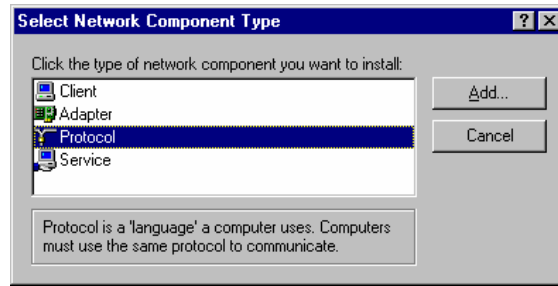 Select Network Component Type
Click the type of network component you want to install:
Client
Adapter
Protocol
Service
Add...
Cancel
Protocol is a 'language' a computer uses. Computers
must use the same protocol to communicate.